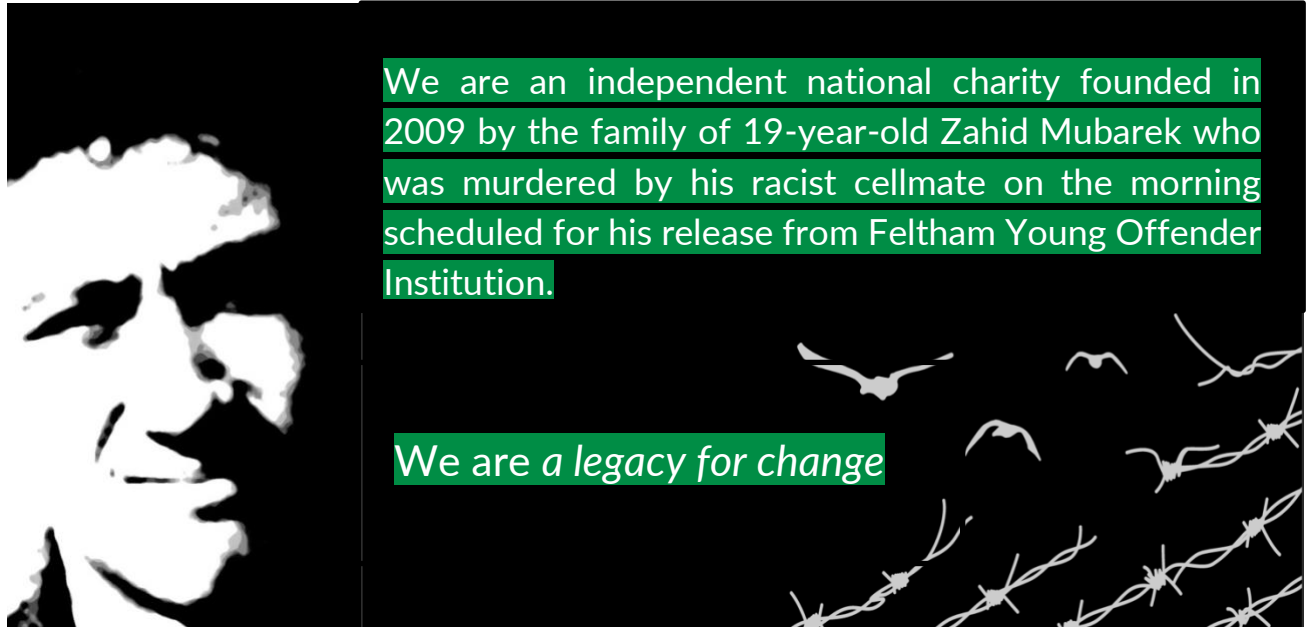 We are an independent national charity founded in
2009 by the family of 19-year-old Zahid Mubarek who
was murdered by his racist cellmate on the morning
scheduled for his release from Feltham Young Offender
Institution.
We are a legacy for change